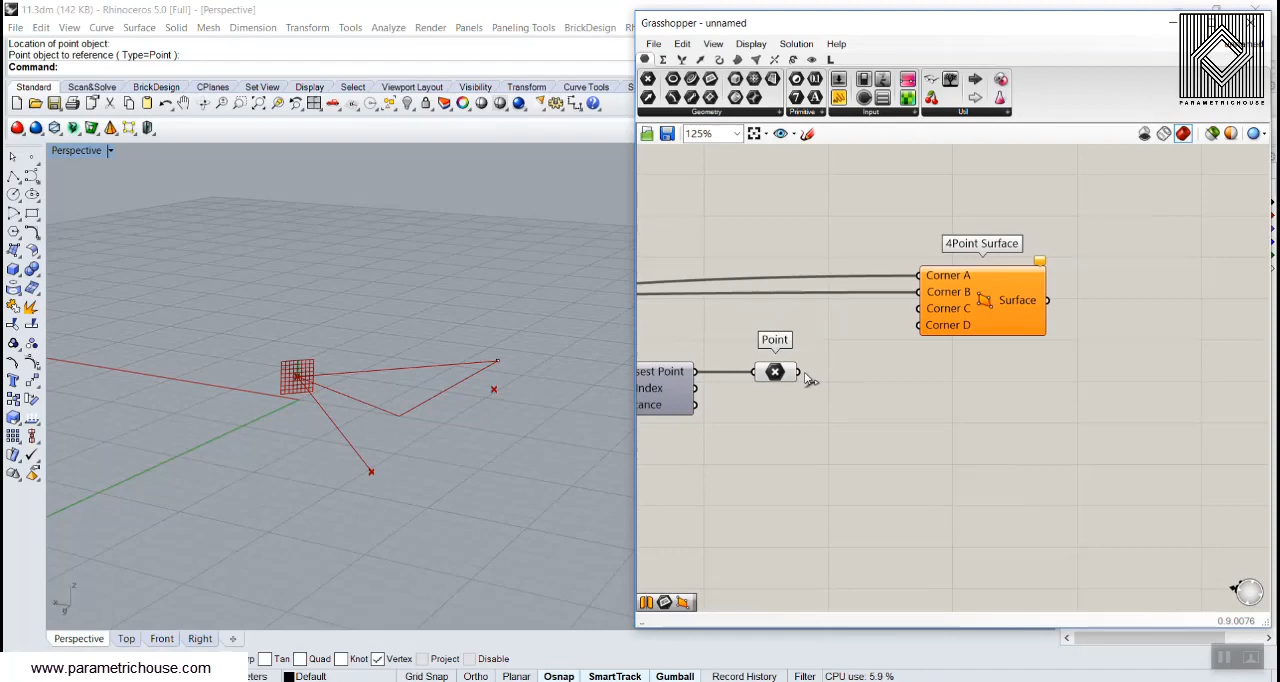 11.3dm (142 KB) - Rhinoceros 5.0 [Full] - [Perspective]
File Edit View Curve Surface Solid Mesh Dimension Transform Tools Analyze Render Panels Paneling Tools BrickDesign
Location of point object:
Point object to reference ( Type=Point ):
Command:
Standard Scan&Solve BrickDesign CPlanes Set View Display Select Viewport Layout Visibility Transform Curve Tools
Perspective
z
y
Perspective Top Front Right
Tan Quad Knot Vertex Project Disable
www.parametrichouse.com
Default Grid Snap Ortho Planar Osnap SmartTrack Gumball Record History Filter CPU use: 5.9 %
Grasshopper - unnamed
File Edit View Display Solution Help
Geometry Primitive Input Util
125%
PARAMETRICHOUSE
4Point Surface
Corner A
Corner B
Corner C
Corner D
Surface
Point
sest Point
Index
tance
0.9.0076